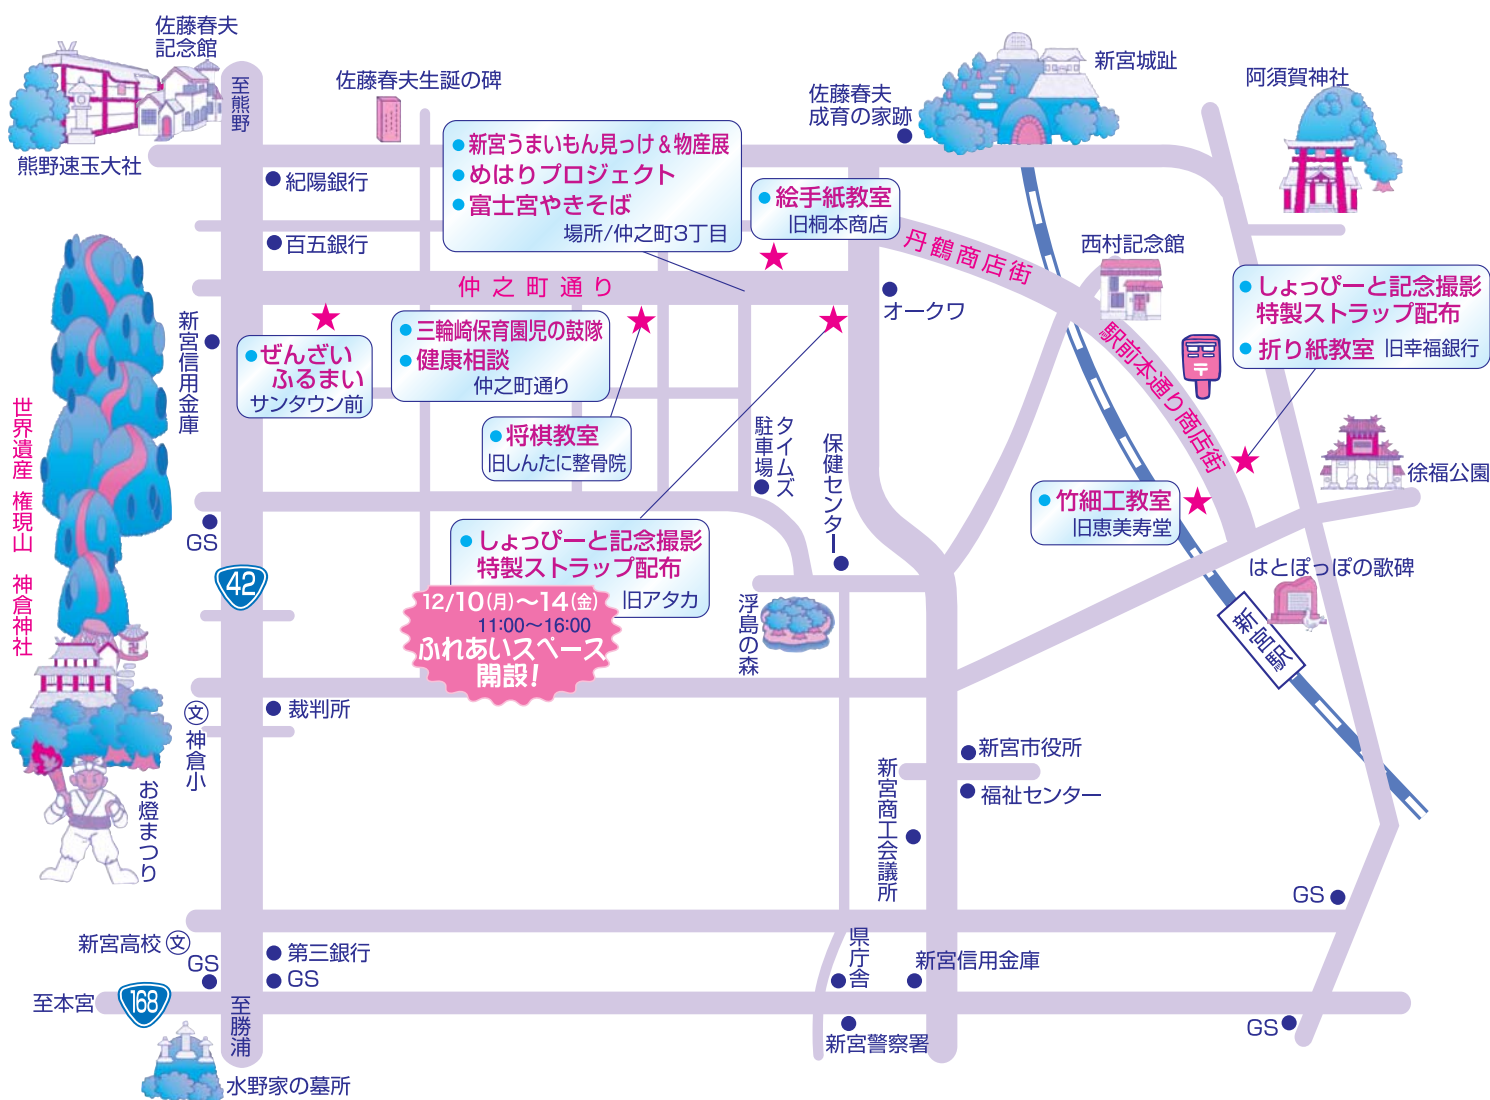 佐藤春夫
記念館
至熊野
佐藤春夫生誕の碑
佐藤春夫
成育の家跡
新宮城趾
阿須賀神社
熊野速玉大社
紀陽銀行
百五銀行
新宮うまいもん見っけ&物産展
めはりプロジェクト
富士宮やきそば
場所/仲之町3丁目
絵手紙教室
旧桐本商店
丹鶴商店街
西村記念館
仲之町通り
オークワ
しょっぴーと記念撮影
特製ストラップ配布
折り紙教室 旧幸福銀行
新宮信用金庫
ぜんざい
ふるまい
サンタウン前
三輪崎保育園児の鼓隊
健康相談
仲之町通り
駅前本通り商店街
〒
世界遺産 権現山 神倉神社
将棋教室
旧しんたに整骨院
タイムズ
駐車場
保健センター
徐福公園
竹細工教室
旧恵美寿堂
GS
しょっぴーと記念撮影
特製ストラップ配布
旧アタカ
12/10(月)〜14(金)
11:00〜16:00
ふれあいスペース
開設!
42
浮島の森
はとぽっぽの歌碑
新宮駅
文
神倉小
裁判所
お燈まつり
新宮市役所
福祉センター
新宮商工会議所
GS
新宮高校
文
GS
第三銀行
GS
県庁舎
新宮信用金庫
至本宮
168
至勝浦
新宮警察署
GS
水野家の墓所